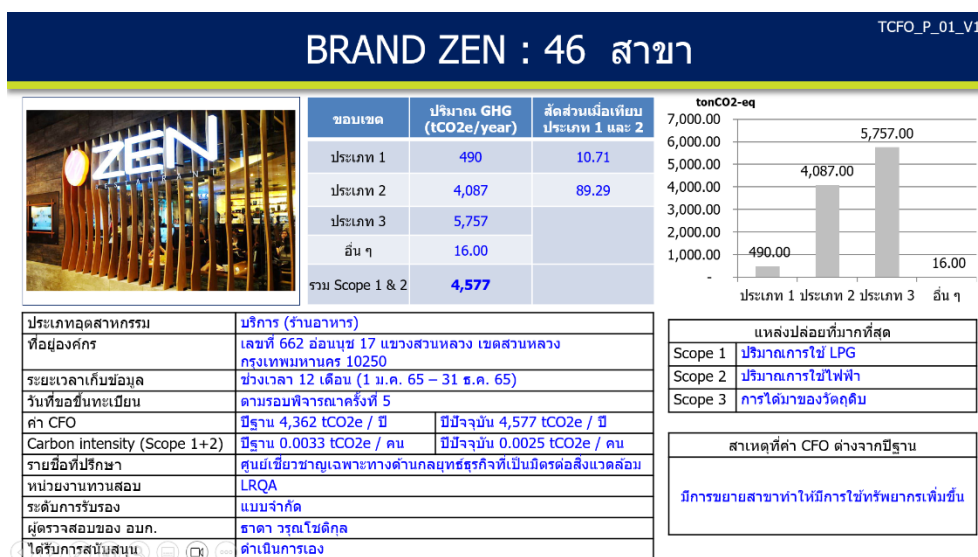 TCFO_P_01_V1
BRAND ZEN : 46 สาขา
ZEN
ขอบเขต ปริมาณ GHG (tCO2e/year) สัดส่วนเมื่อเทียบ ประเภท 1 และ 2
ประเภท 1 490 10.71
ประเภท 2 4,087 89.29
ประเภท 3 5,757
อื่น ๆ 16.00
รวม Scope 1 & 2 4,577
tonCO2-eq
7,000.00
6,000.00
5,000.00
4,000.00
3,000.00
2,000.00
1,000.00
-
490.00
4,087.00
5,757.00
16.00
ประเภท 1 ประเภท 2 ประเภท 3 อื่น ๆ
ประเภทอุตสาหกรรม บริการ (ร้านอาหาร)
ที่อยู่องค์กร เลขที่ 662 อ่อนนุช 17 แขวงสวนหลวง เขตสวนหลวง
กรุงเทพมหานคร 10250
ระยะเวลาเก็บข้อมูล ช่วงเวลา 12 เดือน (1 ม.ค. 65 – 31 ธ.ค. 65)
วันที่ขอขึ้นทะเบียน ตามรอบพิจารณาครั้งที่ 5
ค่า CFO ปีฐาน 4,362 tCO2e / ปี ปีปัจจุบัน 4,577 tCO2e / ปี
Carbon intensity (Scope 1+2) ปีฐาน 0.0033 tCO2e / คน ปีปัจจุบัน 0.0025 tCO2e / คน
รายชื่อที่ปรึกษา ศูนย์เชี่ยวชาญเฉพาะทางด้านกลยุทธ์ธุรกิจที่เป็นมิตรต่อสิ่งแวดล้อม
หน่วยงานทวนสอบ LRQA
ระดับการรับรอง แบบจำกัด
ผู้ตรวจสอบของ อบก. ธาดา วรุณโชติกุล
ได้รับการสนับสนุน ดำเนินการเอง
แหล่งปล่อยที่มากที่สุด
Scope 1 ปริมาณการใช้ LPG
Scope 2 ปริมาณการใช้ไฟฟ้า
Scope 3 การได้มาของวัตถุดิบ
สาเหตุที่ค่า CFO ต่างจากปีฐาน
มีการขยายสาขาทำให้มีการใช้ทรัพยากรเพิ่มขึ้น